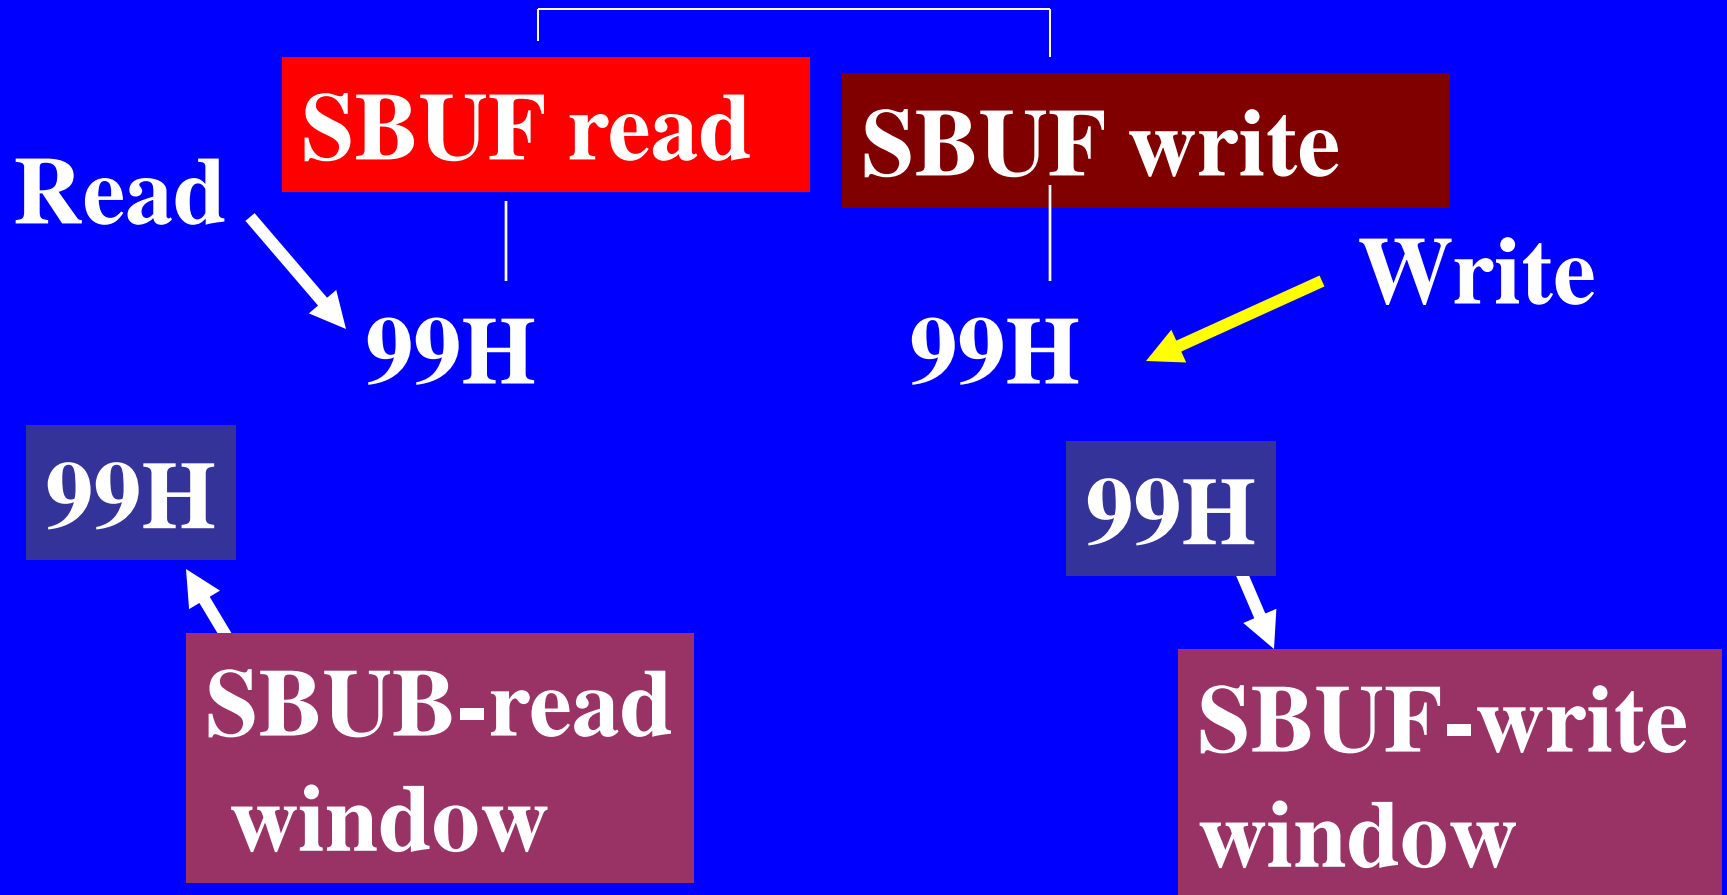 SBUF read
SBUF write
Read
Write
99H
99H
99H
99H
SBUB-read
window
SBUF-write
window